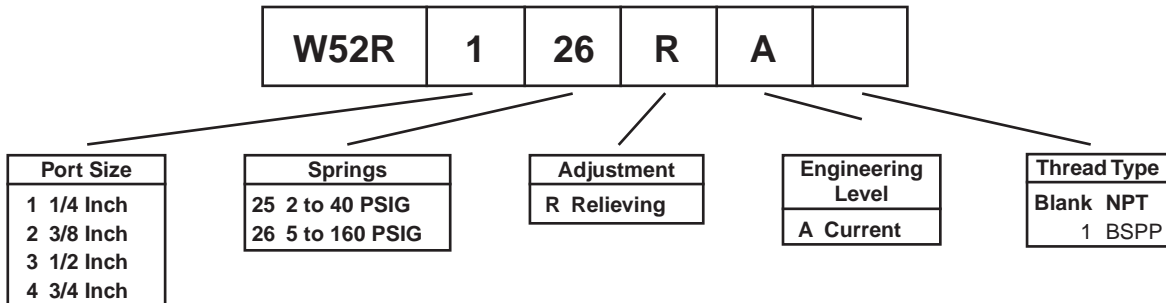 W52R 1 26 R A
Port Size
1 1/4 Inch
2 3/8 Inch
3 1/2 Inch
4 3/4 Inch
Springs
25 2 to 40 PSIG
26 5 to 160 PSIG
Adjustment
R Relieving
Engineering
Level
A Current
Thread Type
Blank NPT
1 BSPP